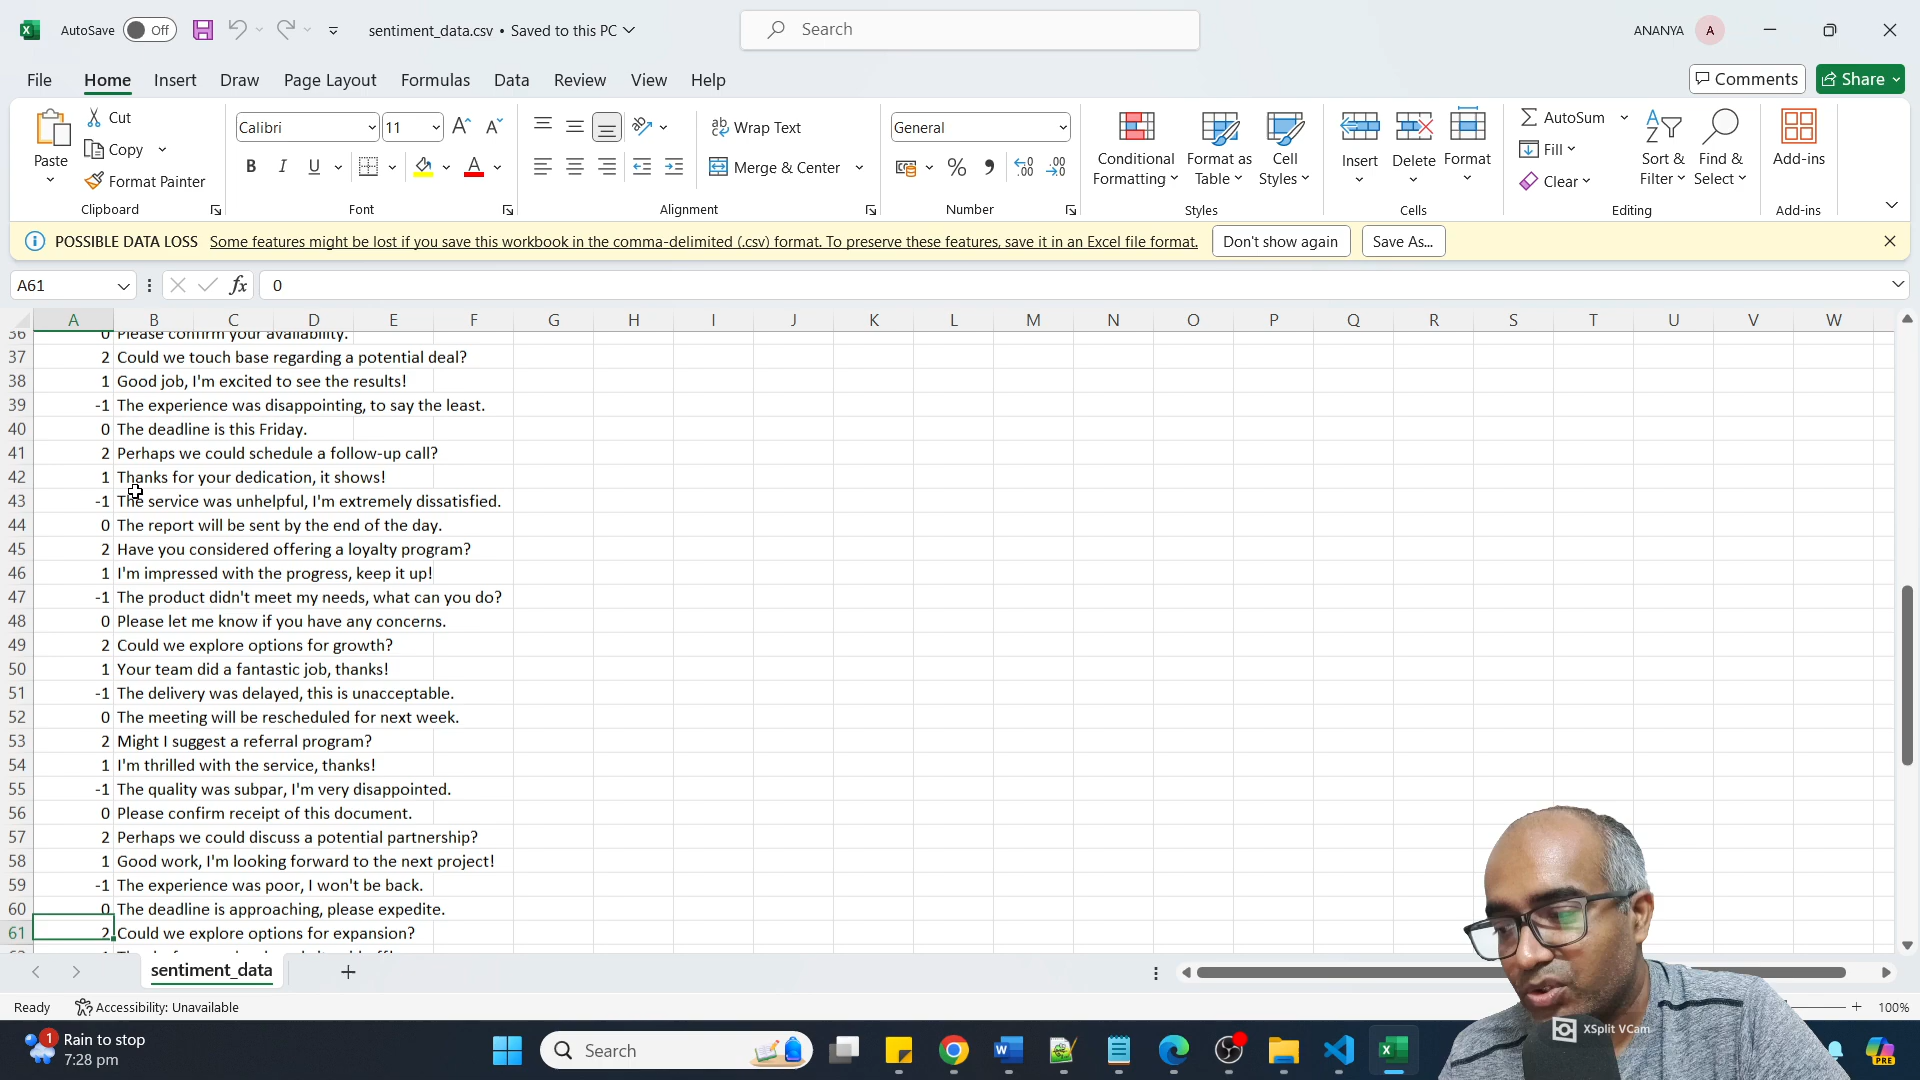 AutoSave Off sentiment_data.csv • Saved to this PC Search ANANYA A
File Home Insert Draw Page Layout Formulas Data Review View Help Comments Share
Paste Cut Copy Format Painter Clipboard
Calibri 11 B I U A Font
Wrap Text Merge & Center Alignment
General % Number
Conditional Formatting Format as Table Cell Styles Styles
Insert Delete Format Cells
AutoSum Fill Clear Sort & Filter Find & Select Editing
Add-ins Add-ins
POSSIBLE DATA LOSS Some features might be lost if you save this workbook in the comma-delimited (.csv) format. To preserve these features, save it in an Excel file format. Don't show again Save As...
A61 fx 0
A B C D E F G H I J K L M N O P Q R S T U V W
36 0 Please confirm your availability.
37 2 Could we touch base regarding a potential deal?
38 1 Good job, I'm excited to see the results!
39 -1 The experience was disappointing, to say the least.
40 0 The deadline is this Friday.
41 2 Perhaps we could schedule a follow-up call?
42 1 Thanks for your dedication, it shows!
43 -1 The service was unhelpful, I'm extremely dissatisfied.
44 0 The report will be sent by the end of the day.
45 2 Have you considered offering a loyalty program?
46 1 I'm impressed with the progress, keep it up!
47 -1 The product didn't meet my needs, what can you do?
48 0 Please let me know if you have any concerns.
49 2 Could we explore options for growth?
50 1 Your team did a fantastic job, thanks!
51 -1 The delivery was delayed, this is unacceptable.
52 0 The meeting will be rescheduled for next week.
53 2 Might I suggest a referral program?
54 1 I'm thrilled with the service, thanks!
55 -1 The quality was subpar, I'm very disappointed.
56 0 Please confirm receipt of this document.
57 2 Perhaps we could discuss a potential partnership?
58 1 Good work, I'm looking forward to the next project!
59 -1 The experience was poor, I won't be back.
60 0 The deadline is approaching, please expedite.
61 2 Could we explore options for expansion?
sentiment_data
Ready Accessibility: Unavailable 100%
XSplit VCam
1 Rain to stop
7:28 pm
Search
PRE